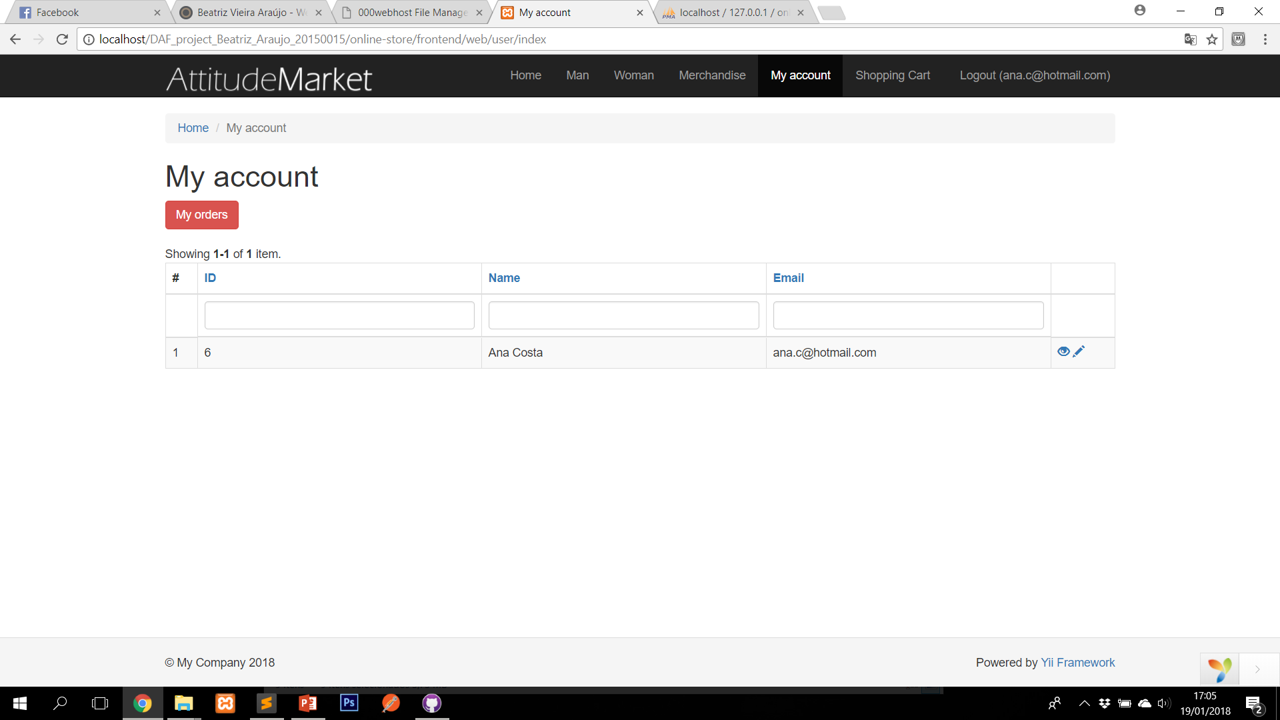 Facebook
Beatriz Vieira Araújo - W
000webhost File Manage
My account
localhost / 127.0.0.1 / on
localhost/DAF_project_Beatriz_Araujo_20150015/online-store/frontend/web/user/index
AttitudeMarket
Home Man Woman Merchandise My account Shopping Cart Logout (ana.c@hotmail.com)
Home / My account
My account
My orders
Showing 1-1 of 1 item.
# ID Name Email
1 6 Ana Costa ana.c@hotmail.com
© My Company 2018
Powered by Yii Framework
17:05
19/01/2018
2